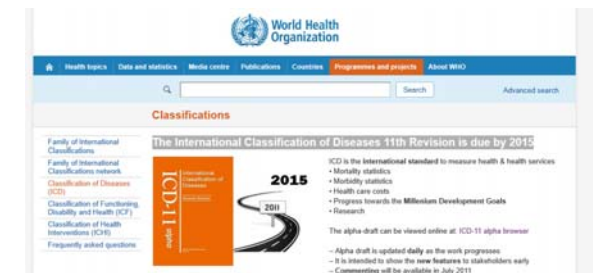 World Health
Organization
Health topics Data and statistics Media centre Publications Countries Programmes and projects About WHO
Search Advanced search
Classifications
Family of International
Classifications
Family of International
Classifications network
Classification of Diseases
(ICD)
Classification of Functioning,
Disability and Health (ICF)
Classification of Health
Interventions (ICHI)
Frequently asked questions
The International Classification of Diseases 11th Revision is due by 2015
ICD-11 alpha
International
Classification of
Diseases
2015
2011
ICD is the international standard to measure health & health services
• Mortality statistics
• Morbidity statistics
• Health care costs
• Progress towards the Millenium Development Goals
• Research
The alpha draft can be viewed online at: ICD-11 alpha browser
– Alpha draft is updated daily as the work progresses
– It is intended to show the new features to stakeholders early
– Commenting will be available in July 2011